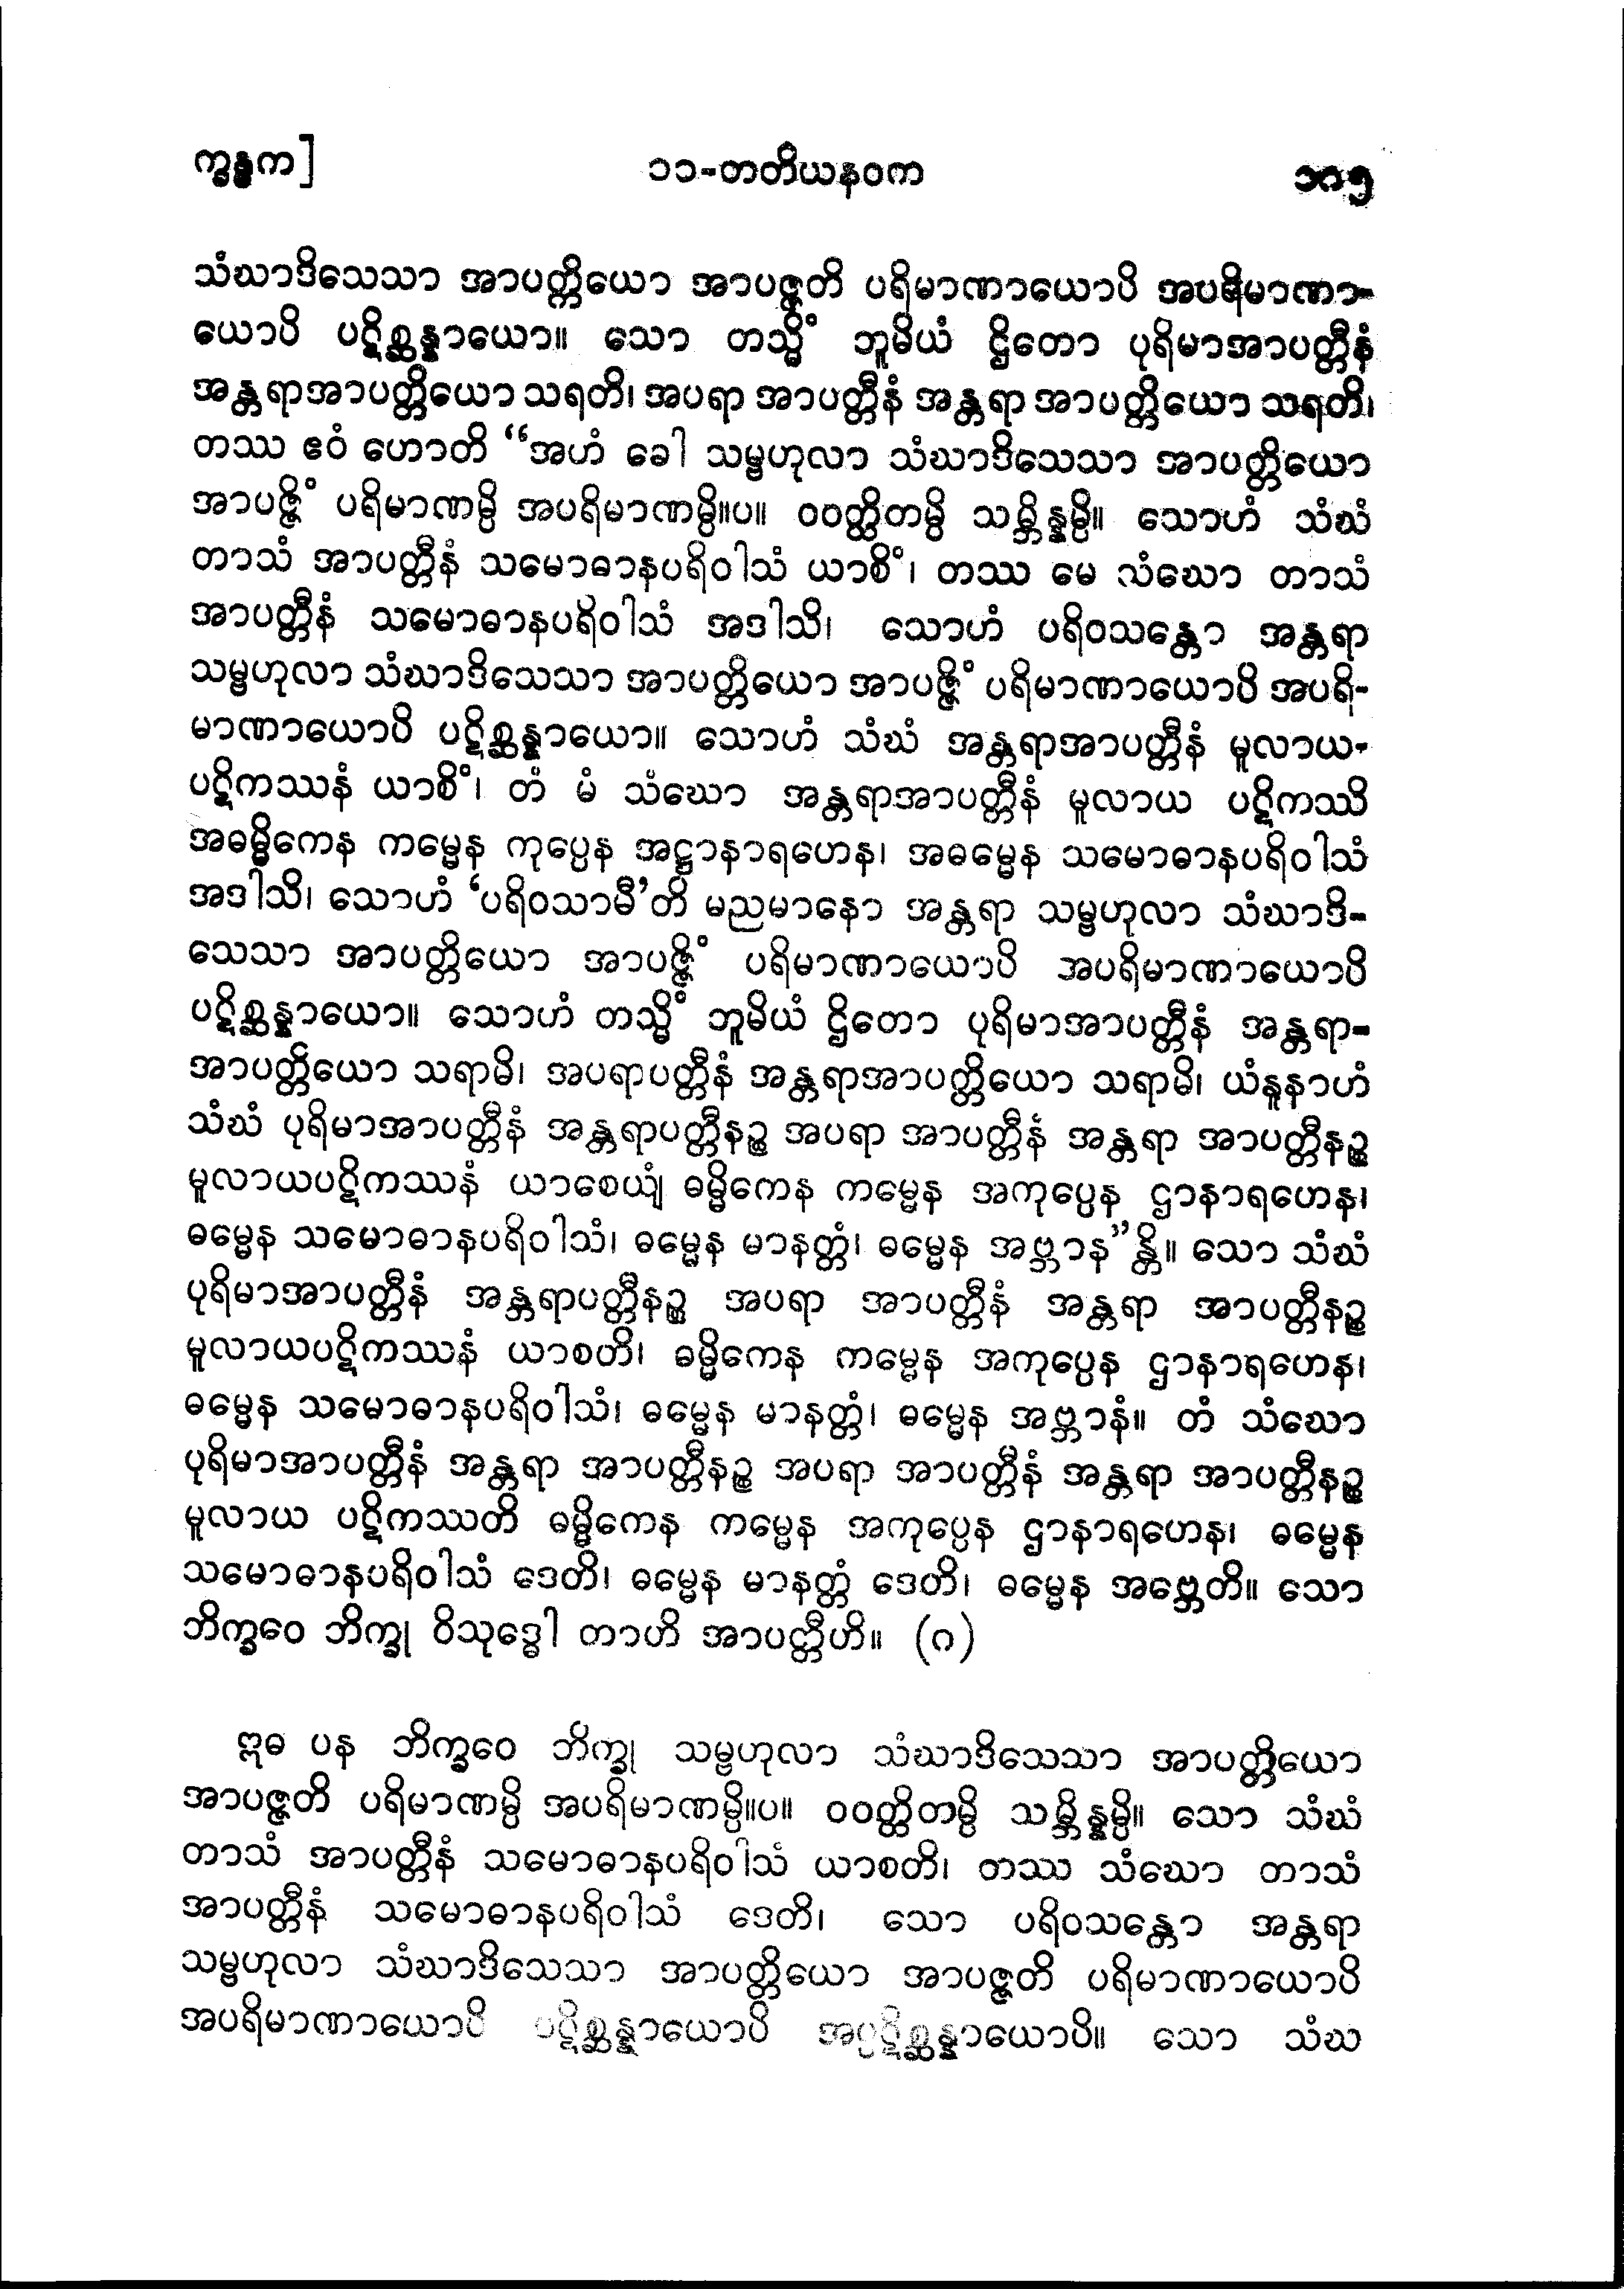 က္ခန္ဓက]
၁၁-တတိယနဝက
၁၈၅
သံဃာဒိသေသာ အာပတ္တိယော အာပဇ္ဇတိ ပရိမာဏာယောပိ အပရိမာဏာ-
ယောပိ ပဋိစ္ဆန္နာယော။ သော တသ္မိံ ဘူမိယံ ဌိတော ပုရိမာအာပတ္တီနံ
အန္တရာအာပတ္တိယော သရတိ၊ အပရာ အာပတ္တီနံ အန္တရာ အာပတ္တိယော သရတိ၊
တဿ ဧဝံ ဟောတိ “အဟံ ခေါ သမ္ဗဟုလာ သံဃာဒိသေသာ အာပတ္တိယော
အာပဇ္ဇိံ ပရိမာဏမ္ပိ အပရိမာဏမ္ပိ။ပ။ ဝဝတ္ထိတမ္ပိ သမ္ဘိန္နမ္ပိ။ သောဟံ သံဃံ
တာသံ အာပတ္တီနံ သမောဓာနပရိဝါသံ ယာစိံ၊ တဿ မေ သံဃော တာသံ
အာပတ္တီနံ သမောဓာနပရိဝါသံ အဒါသိ၊ သောဟံ ပရိဝသန္တော အန္တရာ
သမ္ဗဟုလာ သံဃာဒိသေသာ အာပတ္တိယော အာပဇ္ဇိံ ပရိမာဏာယောပိ အပရိ-
မာဏာယောပိ ပဋိစ္ဆန္နာယော။ သောဟံ သံဃံ အန္တရာအာပတ္တီနံ မူလာယ-
ပဋိကဿနံ ယာစိံ၊ တံ မံ သံဃော အန္တရာအာပတ္တီနံ မူလာယ ပဋိကဿိ
အဓမ္မိကေန ကမ္မေန ကုပ္ပေန အဋ္ဌာနာရဟေန၊ အဓမ္မေန သမောဓာနပရိဝါသံ
အဒါသိ၊ သောဟံ ‘ပရိဝသာမီ’တိ မညမာနော အန္တရာ သမ္ဗဟုလာ သံဃာဒိ-
သေသာ အာပတ္တိယော အာပဇ္ဇိံ ပရိမာဏာယောပိ အပရိမာဏာယောပိ
ပဋိစ္ဆန္နာယော။ သောဟံ တသ္မိံ ဘူမိယံ ဌိတော ပုရိမာအာပတ္တီနံ အန္တရာ-
အာပတ္တိယော သရာမိ၊ အပရာပတ္တီနံ အန္တရာအာပတ္တိယော သရာမိ၊ ယံနူနာဟံ
သံဃံ ပုရိမာအာပတ္တီနံ အန္တရာပတ္တီနဉ္စ အပရာ အာပတ္တီနံ အန္တရာ အာပတ္တီနဉ္စ
မူလာယပဋိကဿနံ ယာစေယျံ ဓမ္မိကေန ကမ္မေန အကုပ္ပေန ဌာနာရဟေန၊
ဓမ္မေန သမောဓာနပရိဝါသံ၊ ဓမ္မေန မာနတ္တံ၊ ဓမ္မေန အဗ္ဘာန”န္တိ။ သော သံဃံ
ပုရိမာအာပတ္တီနံ အန္တရာပတ္တီနဉ္စ အပရာ အာပတ္တီနံ အန္တရာ အာပတ္တီနဉ္စ
မူလာယပဋိကဿနံ ယာစတိ၊ ဓမ္မိကေန ကမ္မေန အကုပ္ပေန ဌာနာရဟေန၊
ဓမ္မေန သမောဓာနပရိဝါသံ၊ ဓမ္မေန မာနတ္တံ၊ ဓမ္မေန အဗ္ဘာနံ။ တံ သံဃော
ပုရိမာအာပတ္တီနံ အန္တရာ အာပတ္တီနဉ္စ အပရာ အာပတ္တီနံ အန္တရာ အာပတ္တီနဉ္စ
မူလာယ ပဋိကဿတိ ဓမ္မိကေန ကမ္မေန အကုပ္ပေန ဌာနာရဟေန၊ ဓမ္မေန
သမောဓာနပရိဝါသံ ဒေတိ၊ ဓမ္မေန မာနတ္တံ ဒေတိ၊ ဓမ္မေန အဗ္ဘေတိ။ သော
ဘိက္ခဝေ ဘိက္ခု ဝိသုဒ္ဓေါ တာဟိ အာပတ္တီဟိ။ (ဂ)
ဣဓ ပန ဘိက္ခဝေ ဘိက္ခု သမ္ဗဟုလာ သံဃာဒိသေသာ အာပတ္တိယော
အာပဇ္ဇတိ ပရိမာဏမ္ပိ အပရိမာဏမ္ပိ။ပ။ ဝဝတ္ထိတမ္ပိ သမ္ဘိန္နမ္ပိ။ သော သံဃံ
တာသံ အာပတ္တီနံ သမောဓာနပရိဝါသံ ယာစတိ၊ တဿ သံဃော တာသံ
အာပတ္တီနံ သမောဓာနပရိဝါသံ ဒေတိ၊ သော ပရိဝသန္တော အန္တရာ
သမ္ဗဟုလာ သံဃာဒိသေသာ အာပတ္တိယော အာပဇ္ဇတိ ပရိမာဏာယောပိ
အပရိမာဏာယောပိ ပဋိစ္ဆန္နာယောပိ အပ္ပဋိစ္ဆန္နာယောပိ။ သော သံဃ